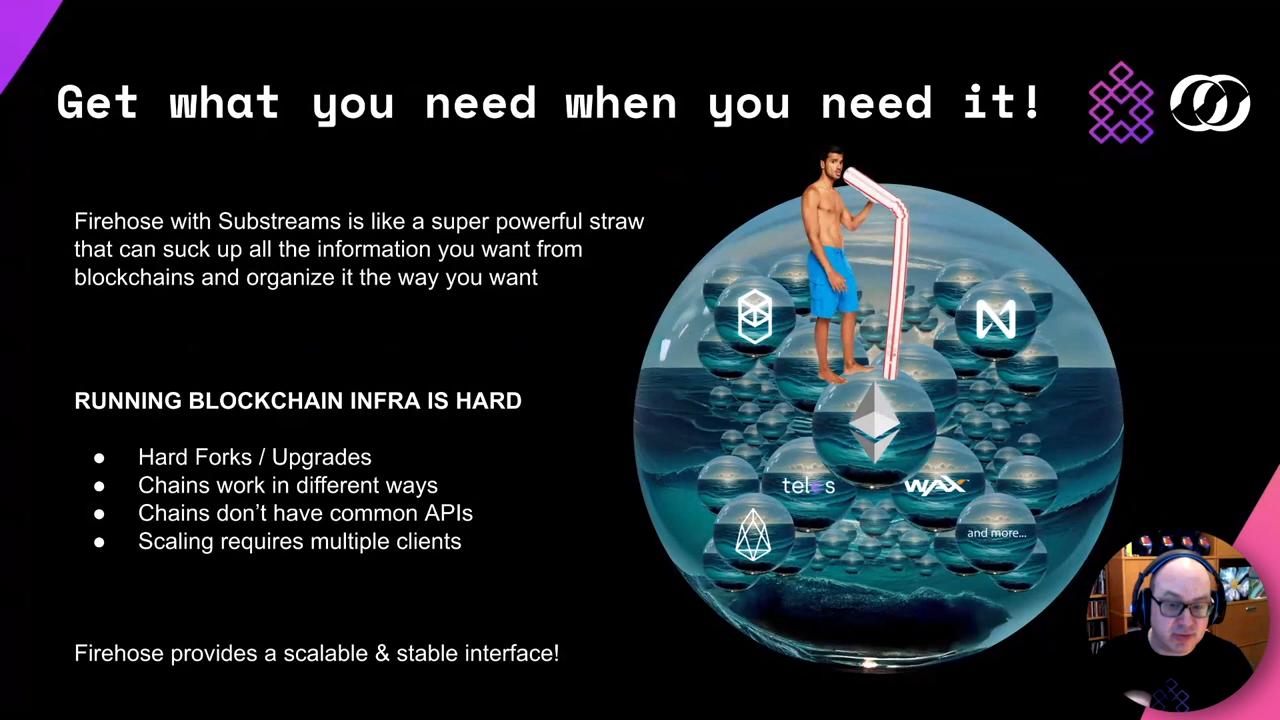 Get what you need when you need it!
Firehose with Substreams is like a super powerful straw
that can suck up all the information you want from
blockchains and organize it the way you want
RUNNING BLOCKCHAIN INFRA IS HARD
● Hard Forks / Upgrades
● Chains work in different ways
● Chains don’t have common APIs
● Scaling requires multiple clients
Firehose provides a scalable & stable interface!
telos
WAX
and more...